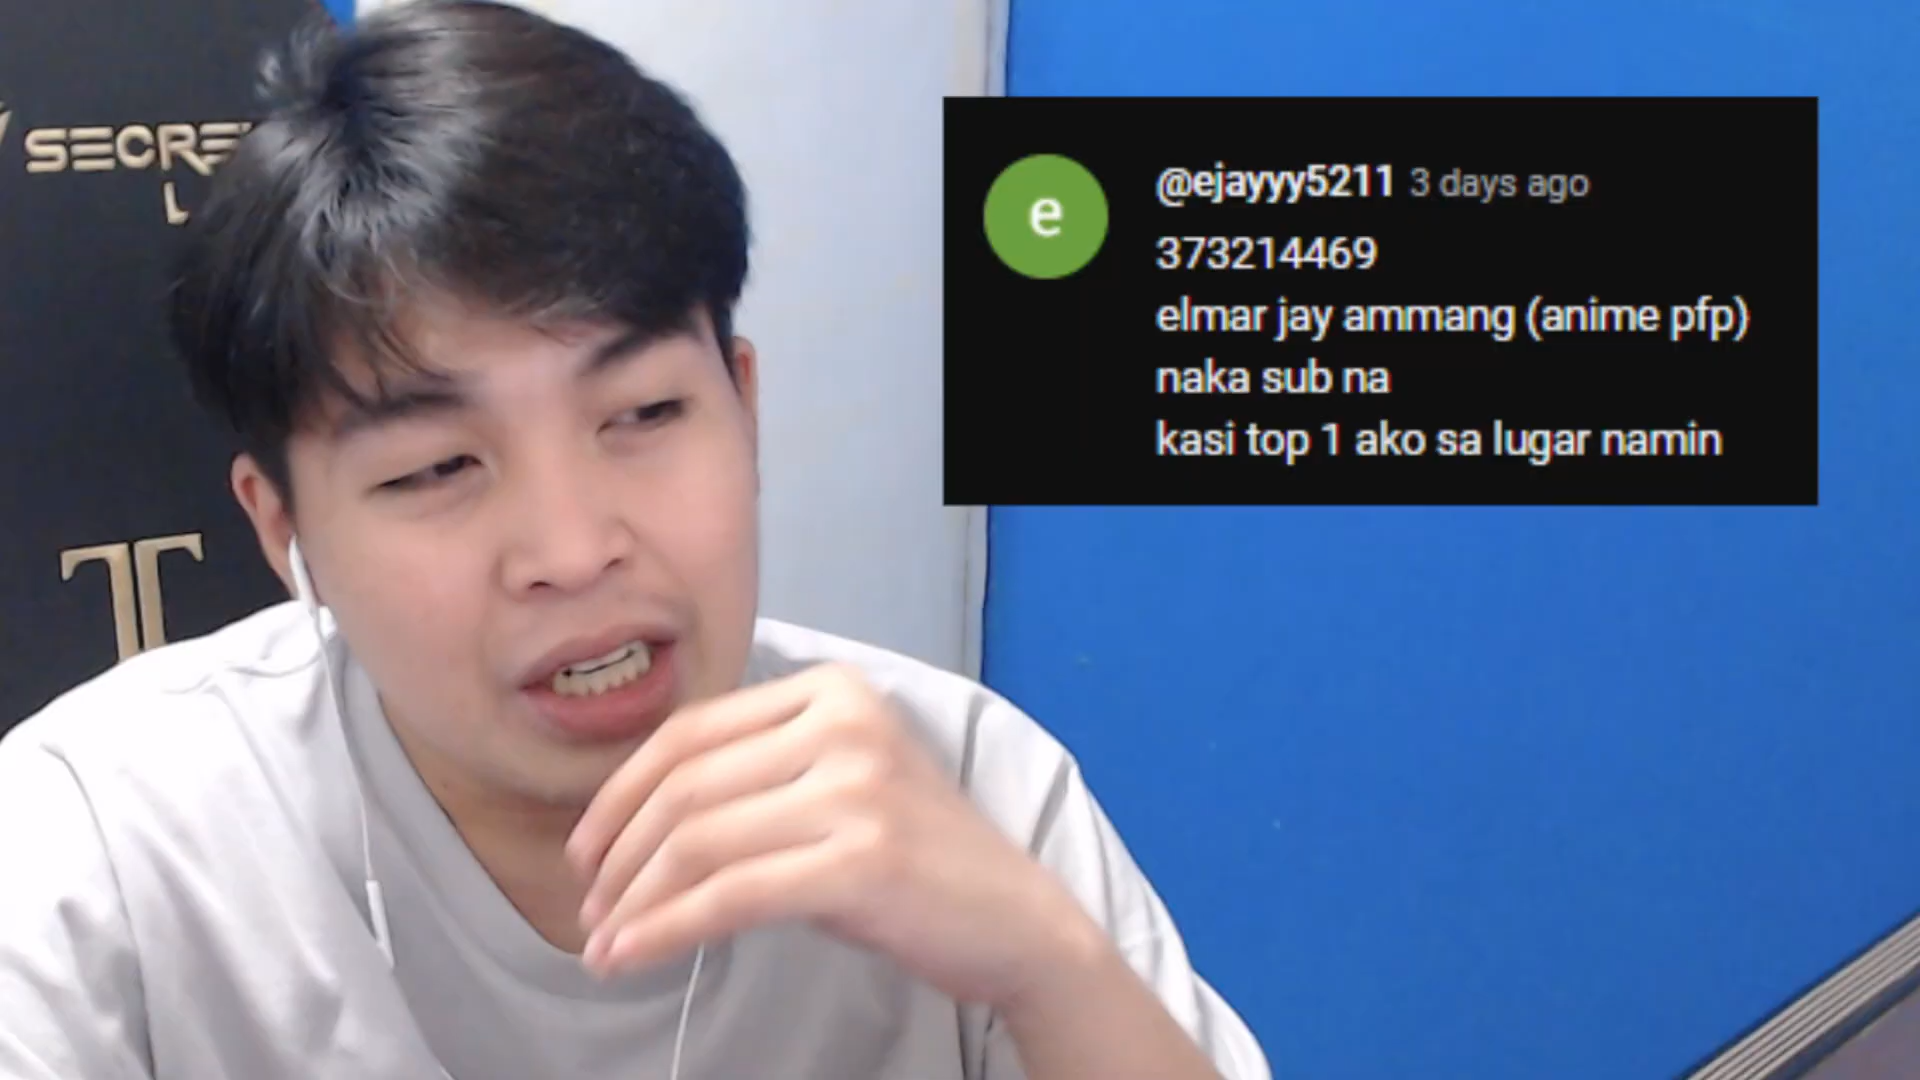 SECRE
L
@ejayyy5211 3 days ago
e
373214469
elmar jay ammang (anime pfp)
naka sub na
kasi top 1 ako sa lugar namin